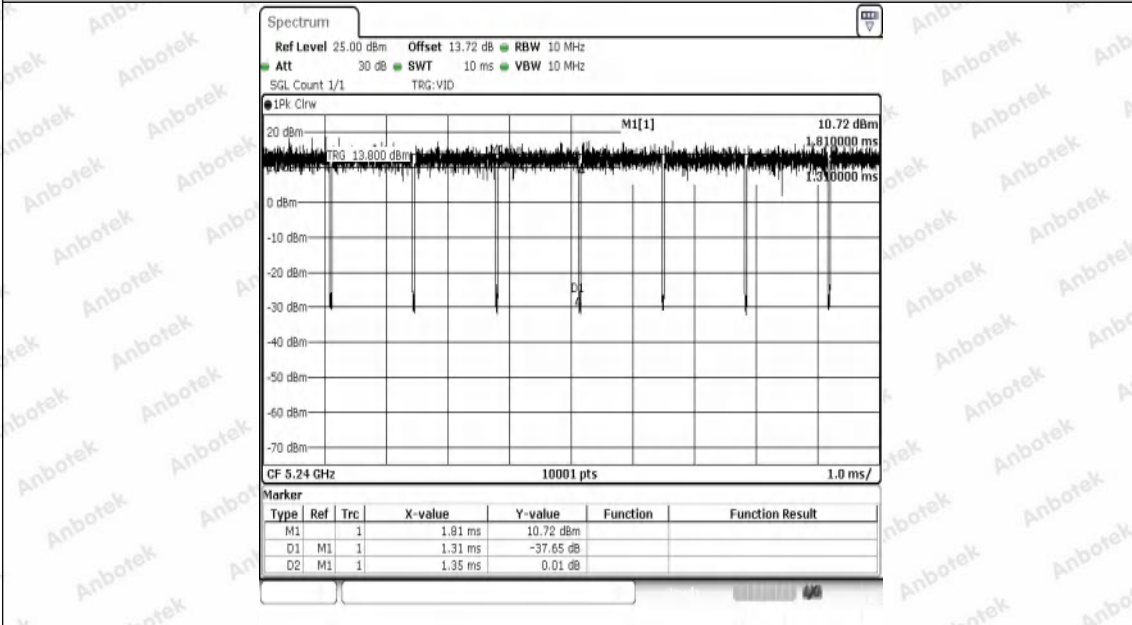 Spectrum
Ref Level 25.00 dBm Offset 13.72 dB RBW 10 MHz
Att 30 dB SWT 10 ms VBW 10 MHz
SGL Count 1/1 TRG:VID
1Pk Clrw
M1[1] 10.72 dBm
20 dBm
1.810000 ms
TRG 13.800 dBm
1.310000 ms
0 dBm
-10 dBm
-20 dBm
D1
-30 dBm
-40 dBm
-50 dBm
-60 dBm
-70 dBm
CF 5.24 GHz 10001 pts 1.0 ms/
Marker
Type Ref Trc X-value Y-value Function Function Result
M1 1 1.81 ms 10.72 dBm
D1 M1 1 1.31 ms -37.65 dB
D2 M1 1 1.35 ms 0.01 dB
Anbotek